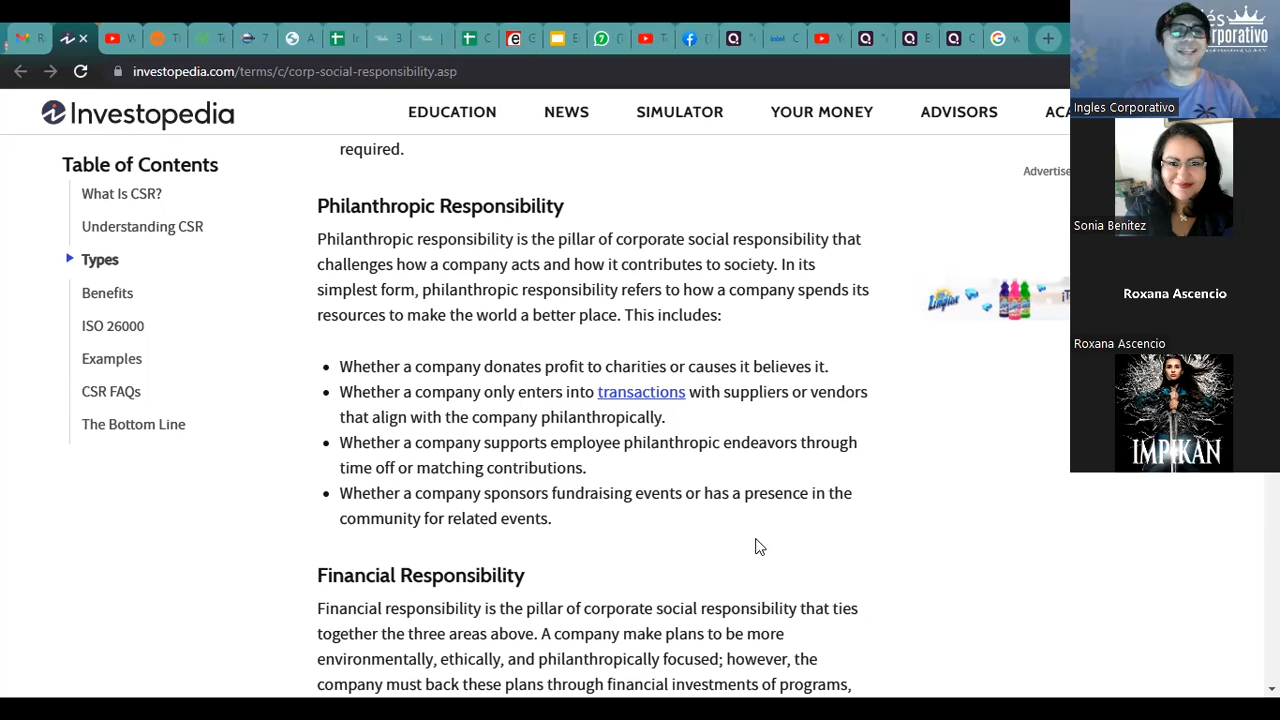 investopedia.com/terms/c/corp-social-responsibility.asp
Investopedia
EDUCATION NEWS SIMULATOR YOUR MONEY ADVISORS
Table of Contents
What Is CSR?
Understanding CSR
Types
Benefits
ISO 26000
Examples
CSR FAQs
The Bottom Line
required.
Philanthropic Responsibility
Philanthropic responsibility is the pillar of corporate social responsibility that
challenges how a company acts and how it contributes to society. In its
simplest form, philanthropic responsibility refers to how a company spends its
resources to make the world a better place. This includes:
Whether a company donates profit to charities or causes it believes it.
Whether a company only enters into transactions with suppliers or vendors
that align with the company philanthropically.
Whether a company supports employee philanthropic endeavors through
time off or matching contributions.
Whether a company sponsors fundraising events or has a presence in the
community for related events.
Financial Responsibility
Financial responsibility is the pillar of corporate social responsibility that ties
together the three areas above. A company make plans to be more
environmentally, ethically, and philanthropically focused; however, the
company must back these plans through financial investments of programs,
Advertise
Ingles Corporativo
Sonia Benitez
Roxana Ascencio
Roxana Ascencio
IMPIKAN